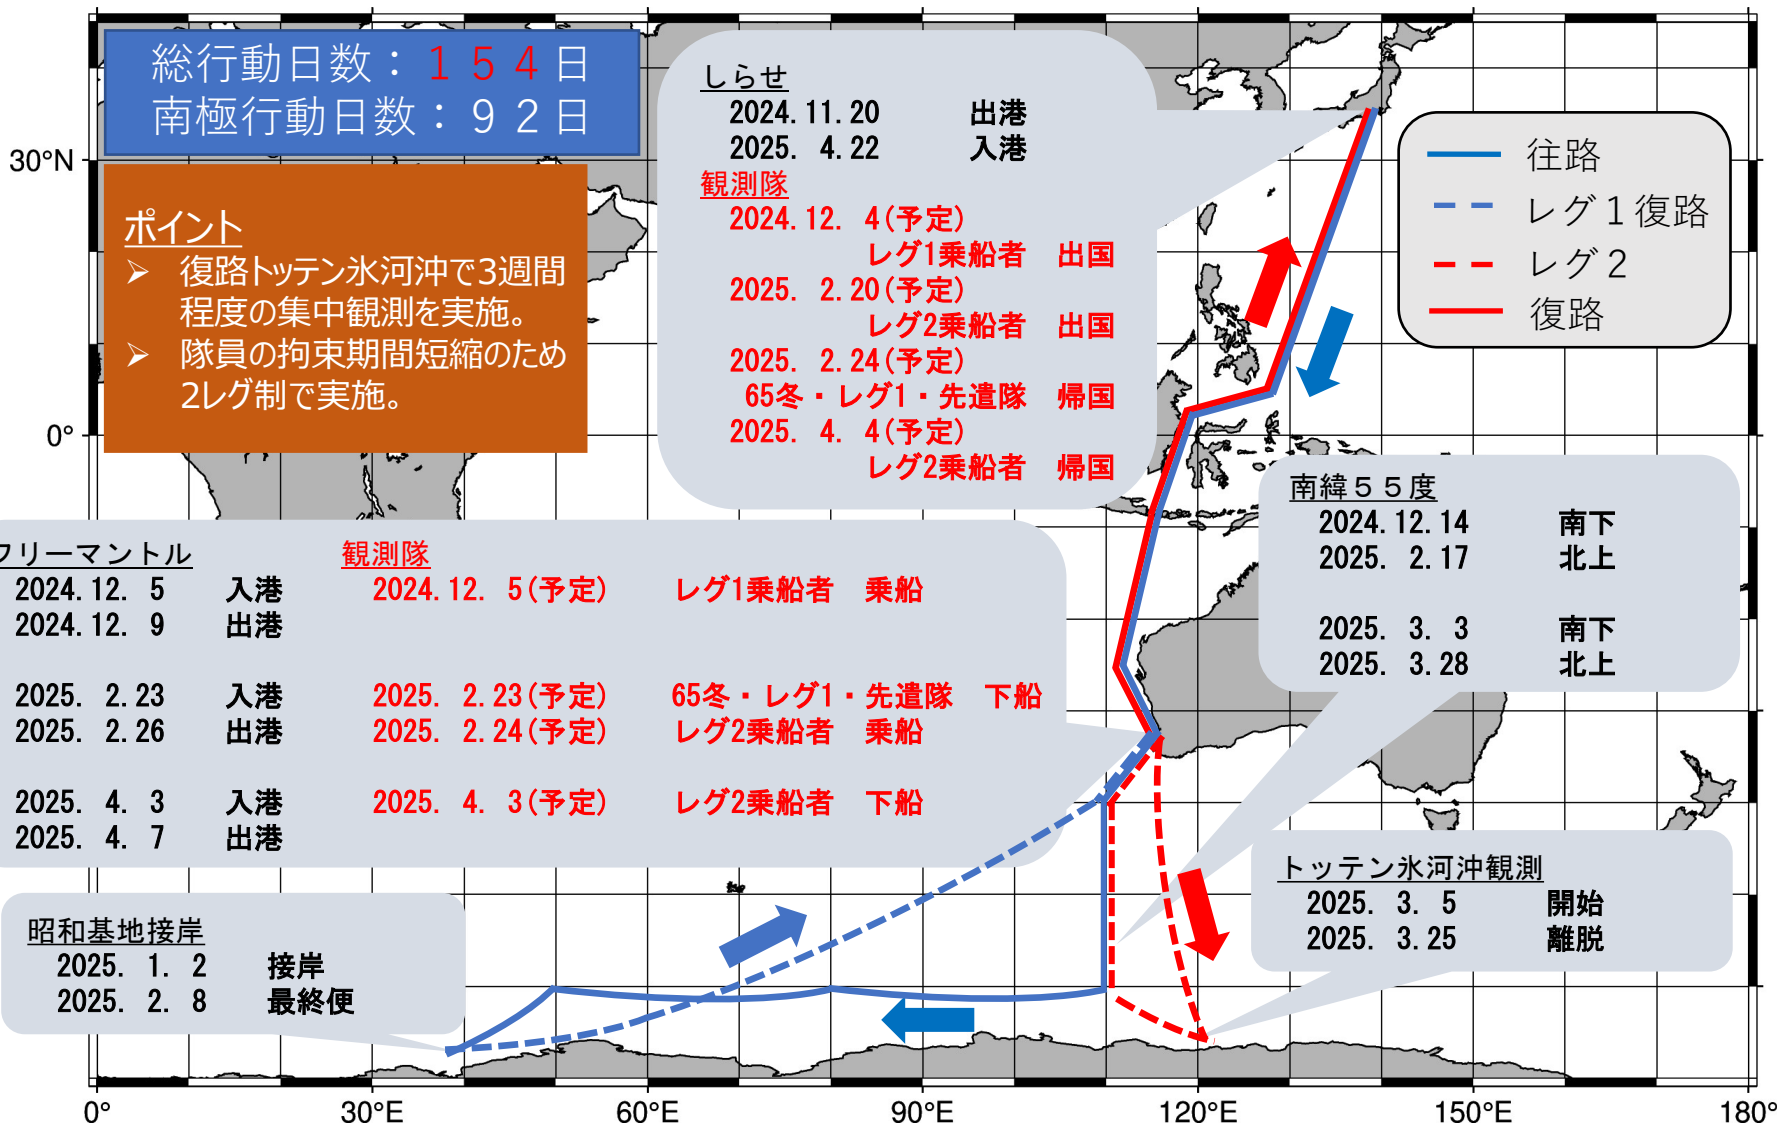 総行動日数：１５４日
南極行動日数：９２日
ポイント
➢ 復路トッテン氷河沖で3週間
程度の集中観測を実施。
➢ 隊員の拘束期間短縮のため
2レグ制で実施。
しらせ
2024.11.20 出港
2025. 4.22 入港
観測隊
2024.12. 4(予定)
レグ1乗船者 出国
2025. 2.20(予定)
レグ2乗船者 出国
2025. 2.24(予定)
65冬・レグ1・先遣隊 帰国
2025. 4. 4(予定)
レグ2乗船者 帰国
往路
レグ１復路
レグ２
復路
南緯５５度
2024.12.14 南下
2025. 2.17 北上
2025. 3. 3 南下
2025. 3.28 北上
フリーマントル 観測隊
2024.12. 5 入港 2024.12. 5(予定) レグ1乗船者 乗船
2024.12. 9 出港
2025. 2.23 入港 2025. 2.23(予定) 65冬・レグ1・先遣隊 下船
2025. 2.26 出港 2025. 2.24(予定) レグ2乗船者 乗船
2025. 4. 3 入港 2025. 4. 3(予定) レグ2乗船者 下船
2025. 4. 7 出港
トッテン氷河沖観測
2025. 3. 5 開始
2025. 3.25 離脱
昭和基地接岸
2025. 1. 2 接岸
2025. 2. 8 最終便
30°N
0°
0° 30°E 60°E 90°E 120°E 150°E 180°